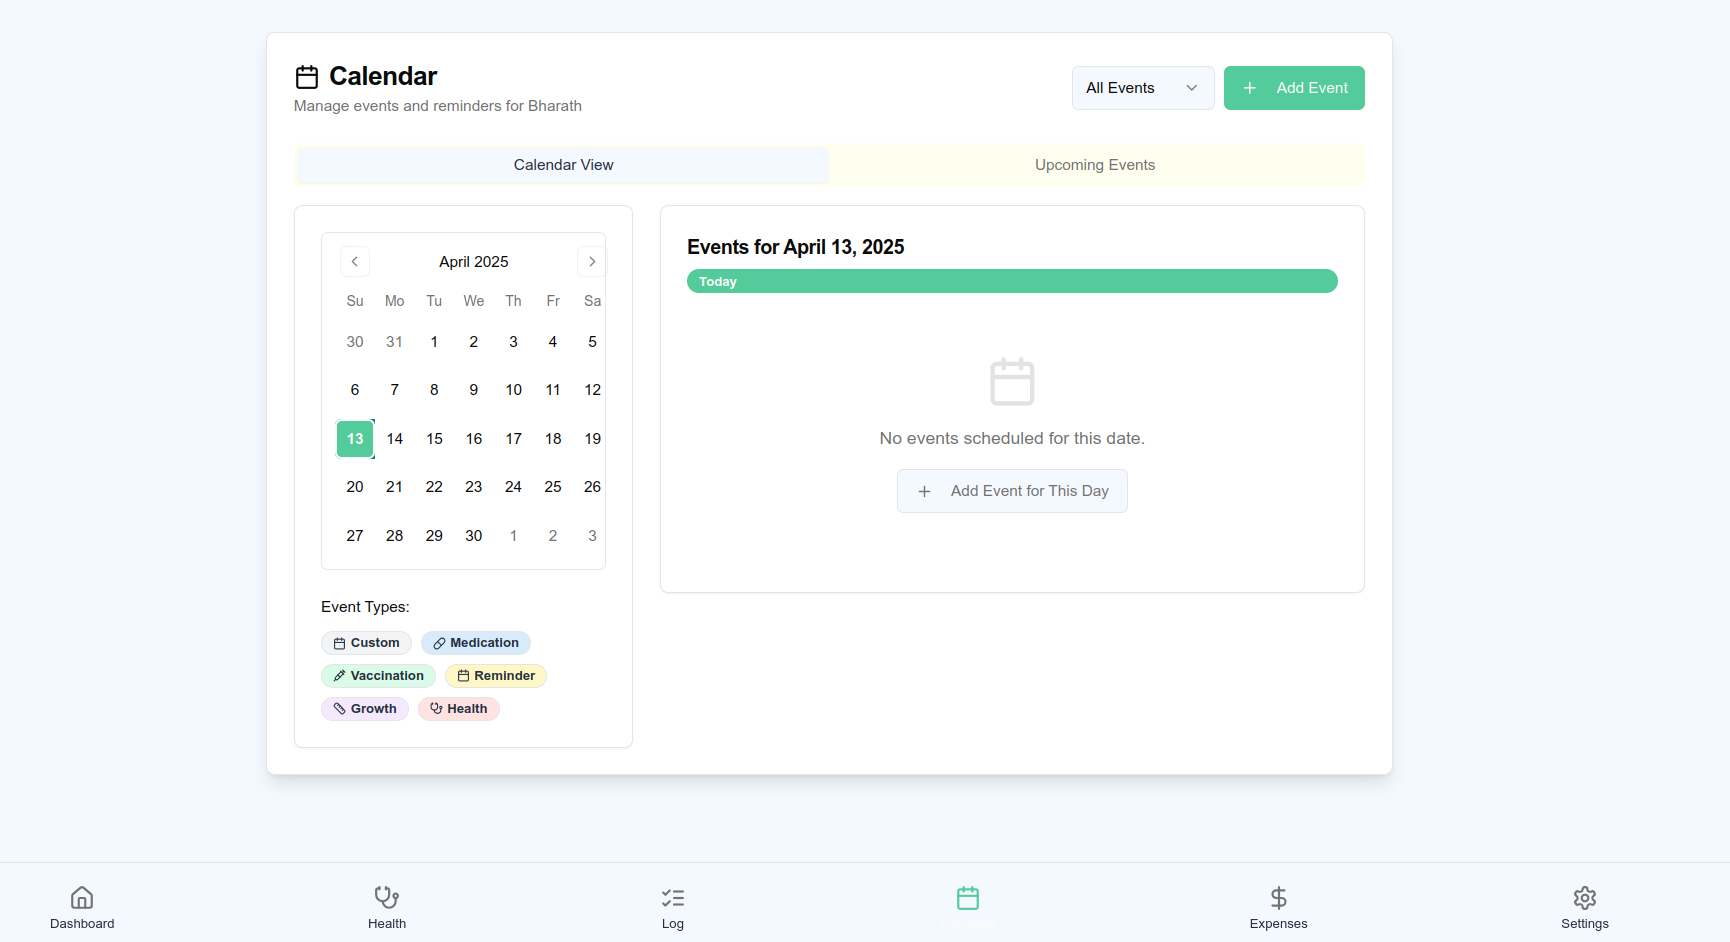 Calendar
Manage events and reminders for Bharath
All Events
Add Event
Calendar View
Upcoming Events
April 2025
Su Mo Tu We Th Fr Sa
30 31 1 2 3 4 5
6 7 8 9 10 11 12
13 14 15 16 17 18 19
20 21 22 23 24 25 26
27 28 29 30 1 2 3
Event Types:
Custom Medication
Vaccination Reminder
Growth Health
Events for April 13, 2025
Today
No events scheduled for this date.
Add Event for This Day
Dashboard Health Log Expenses Settings